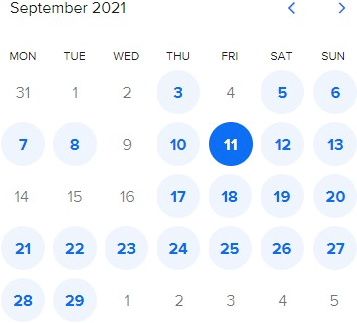 September 2021
MON TUE WED THU FRI SAT SUN
31 1 2 3 4 5 6
7 8 9 10 11 12 13
14 15 16 17 18 19 20
21 22 23 24 25 26 27
28 29 1 2 3 4 5